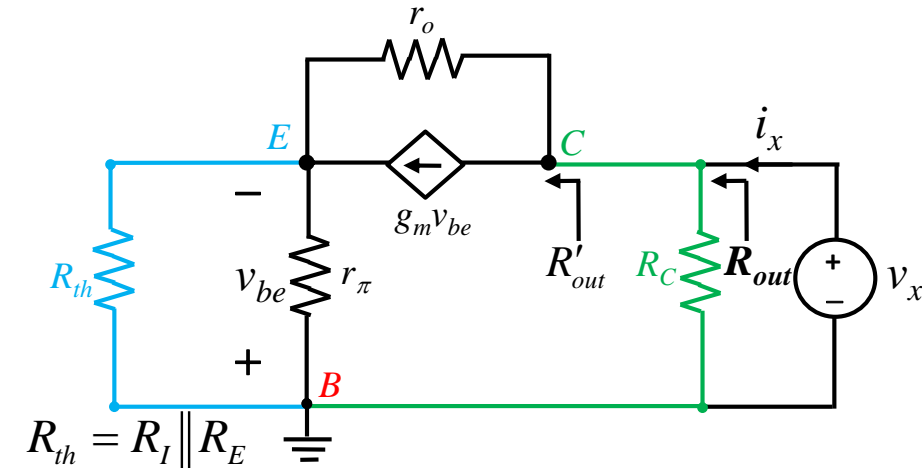 r_o
E
C
i_x
−
g_m v_be
R_th
v_be
r_π
R'_out
R_C
R_out
+
−
v_x
+
B
R_th = R_I || R_E